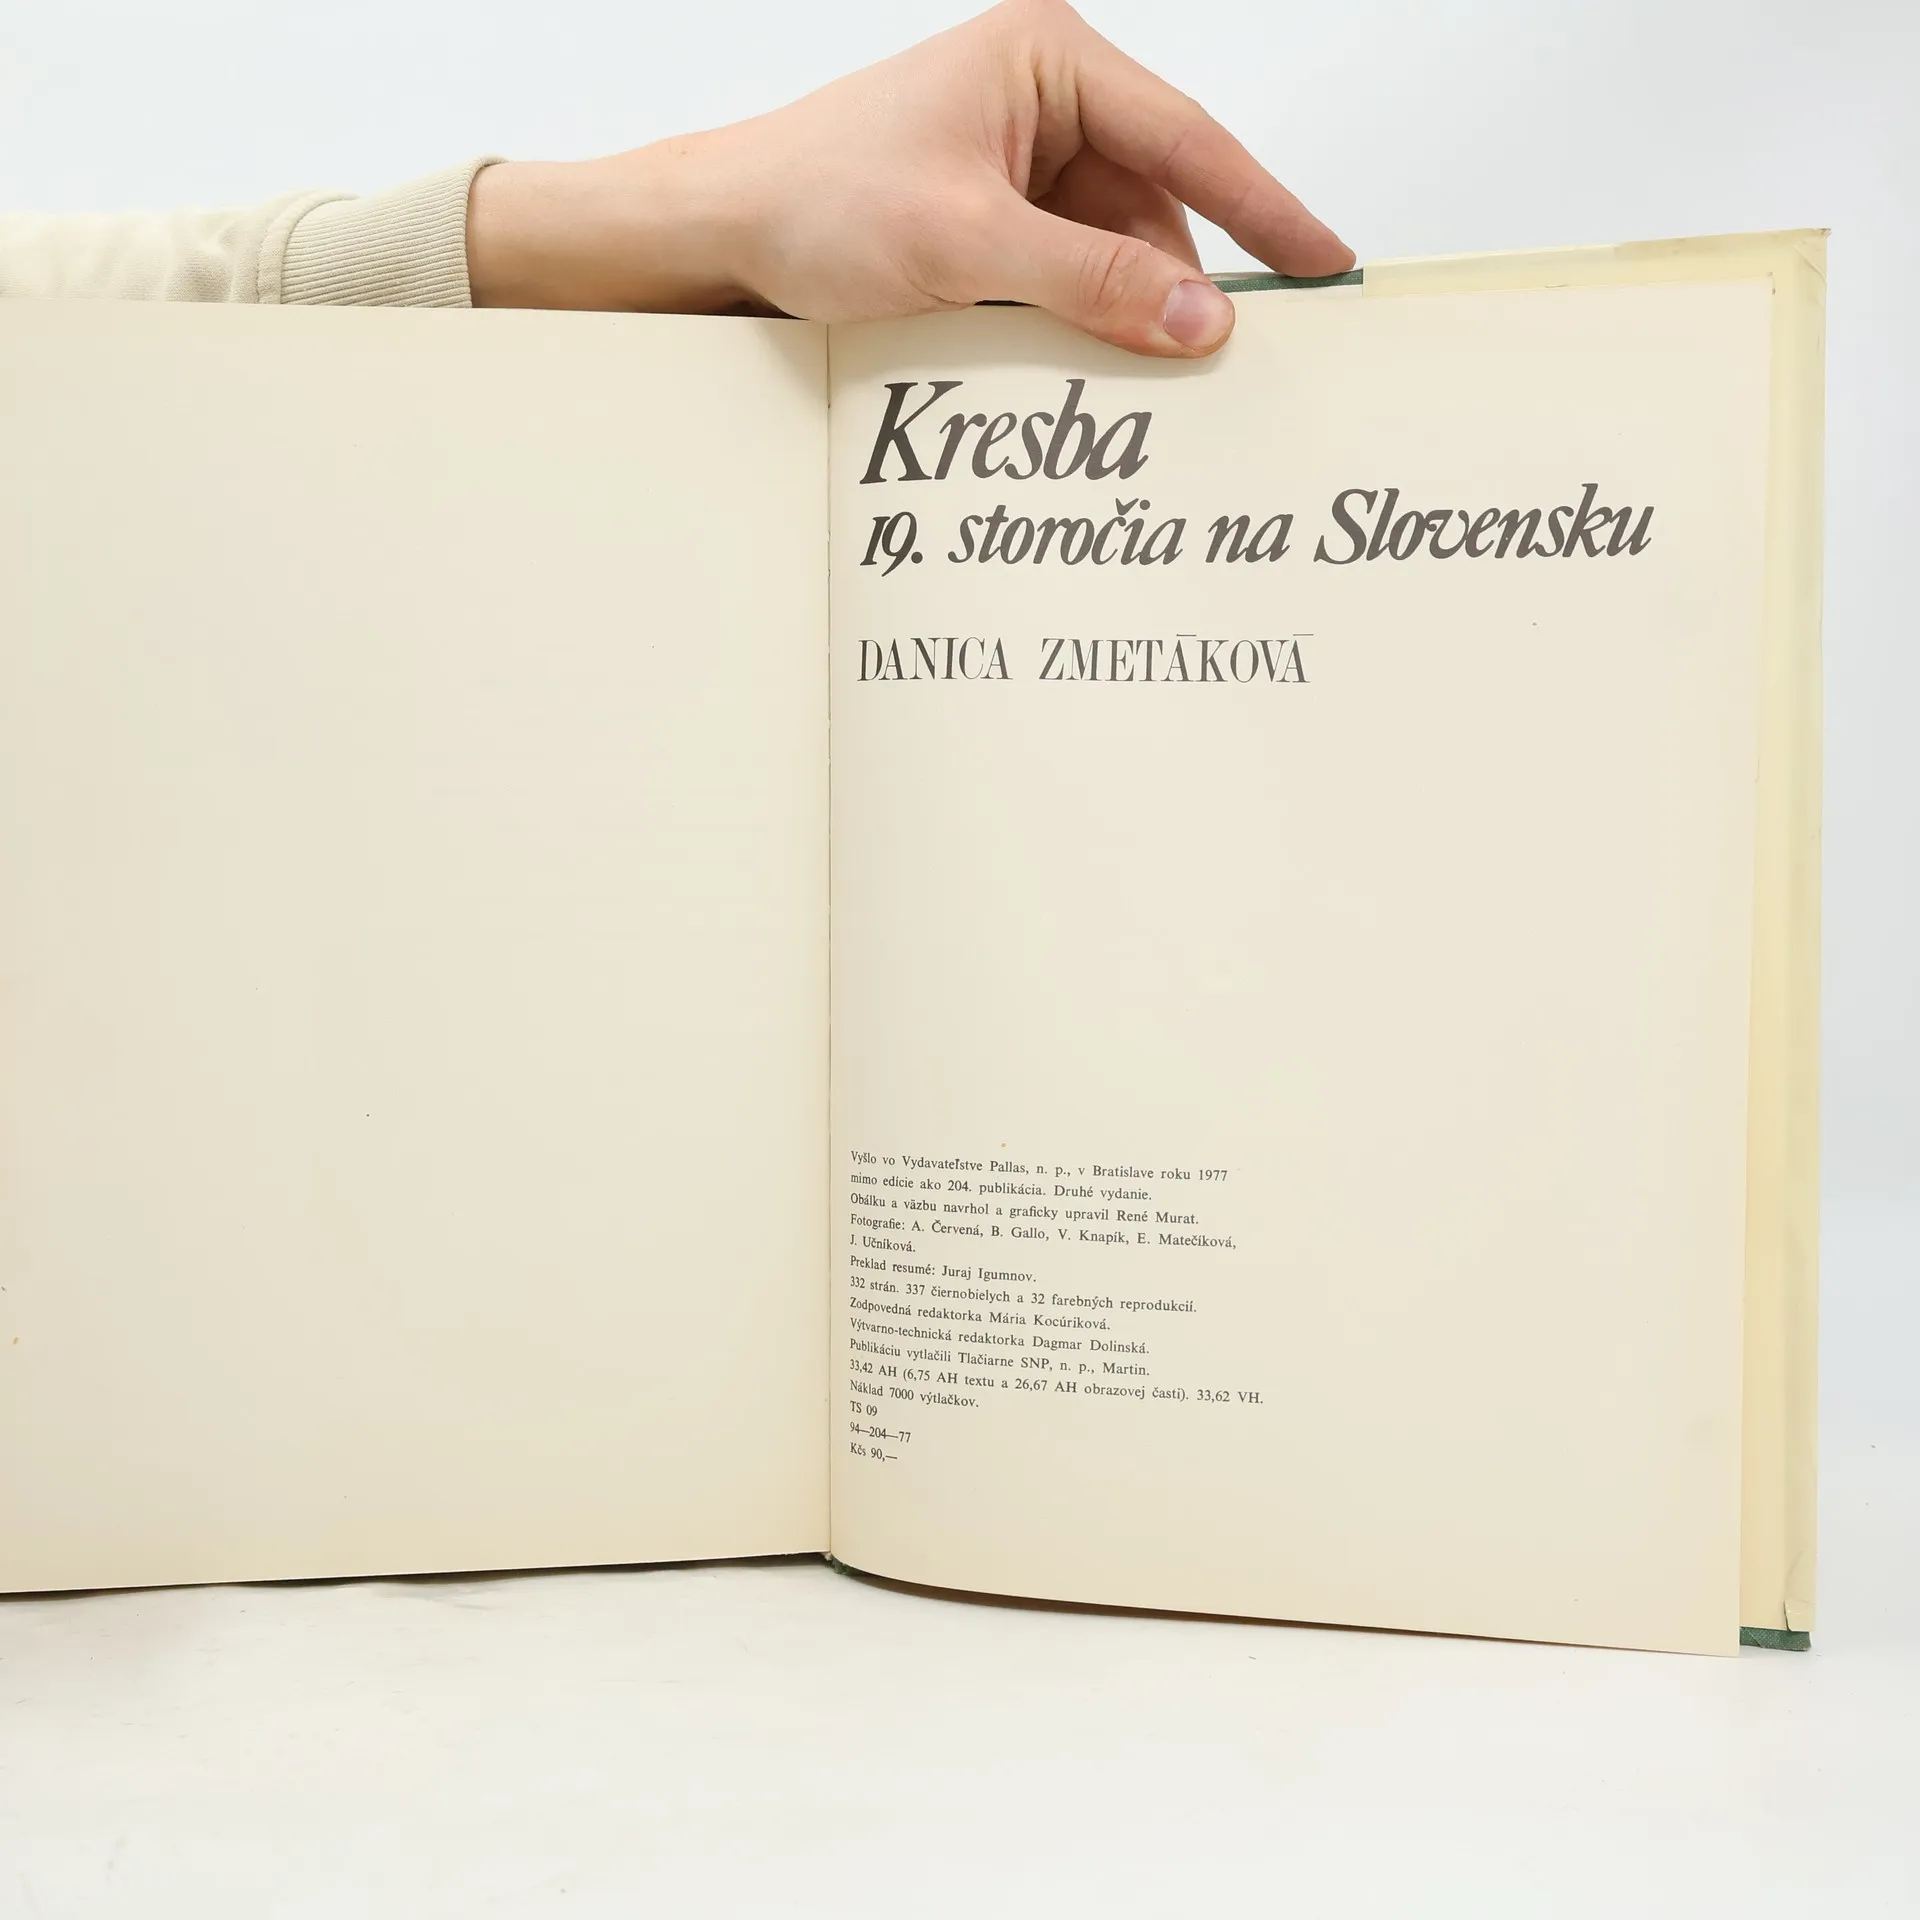 Kresba
19. storočia na Slovensku
DANICA ZMETÁKOVÁ
Vyšlo vo Vydavateľstve Pallas, n. p., v Bratislave roku 1977
mimo edície ako 204. publikácia. Druhé vydanie.
Obálku a väzbu navrhol a graficky upravil René Murat.
Fotografie: A. Červená, B. Gallo, V. Knapík, E. Matečíková,
J. Učníková.
Preklad resumé: Juraj Igumnov.
332 strán. 337 čiernobielych a 32 farebných reprodukcií.
Zodpovedná redaktorka Mária Kocúriková.
Výtvarno-technická redaktorka Dagmar Dolinská.
Publikáciu vytlačili Tlačiarne SNP, n. p., Martin.
33,42 AH (6,75 AH textu a 26,67 AH obrazovej časti). 33,62 VH.
Náklad 7000 výtlačkov.
TS 09
94—204—77
Kčs 90,—